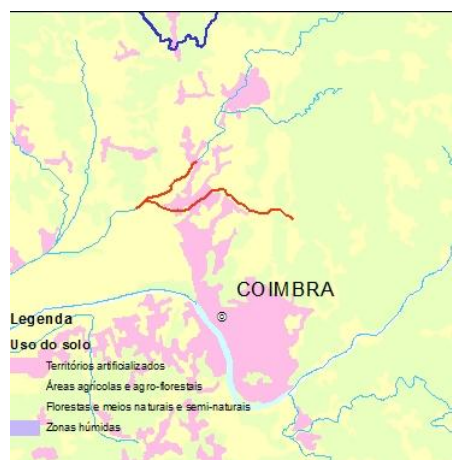 COIMBRA
Legenda
Uso do solo
Territórios artificializados
Áreas agrícolas e agro-florestais
Florestas e meios naturais e semi-naturais
Zonas húmidas